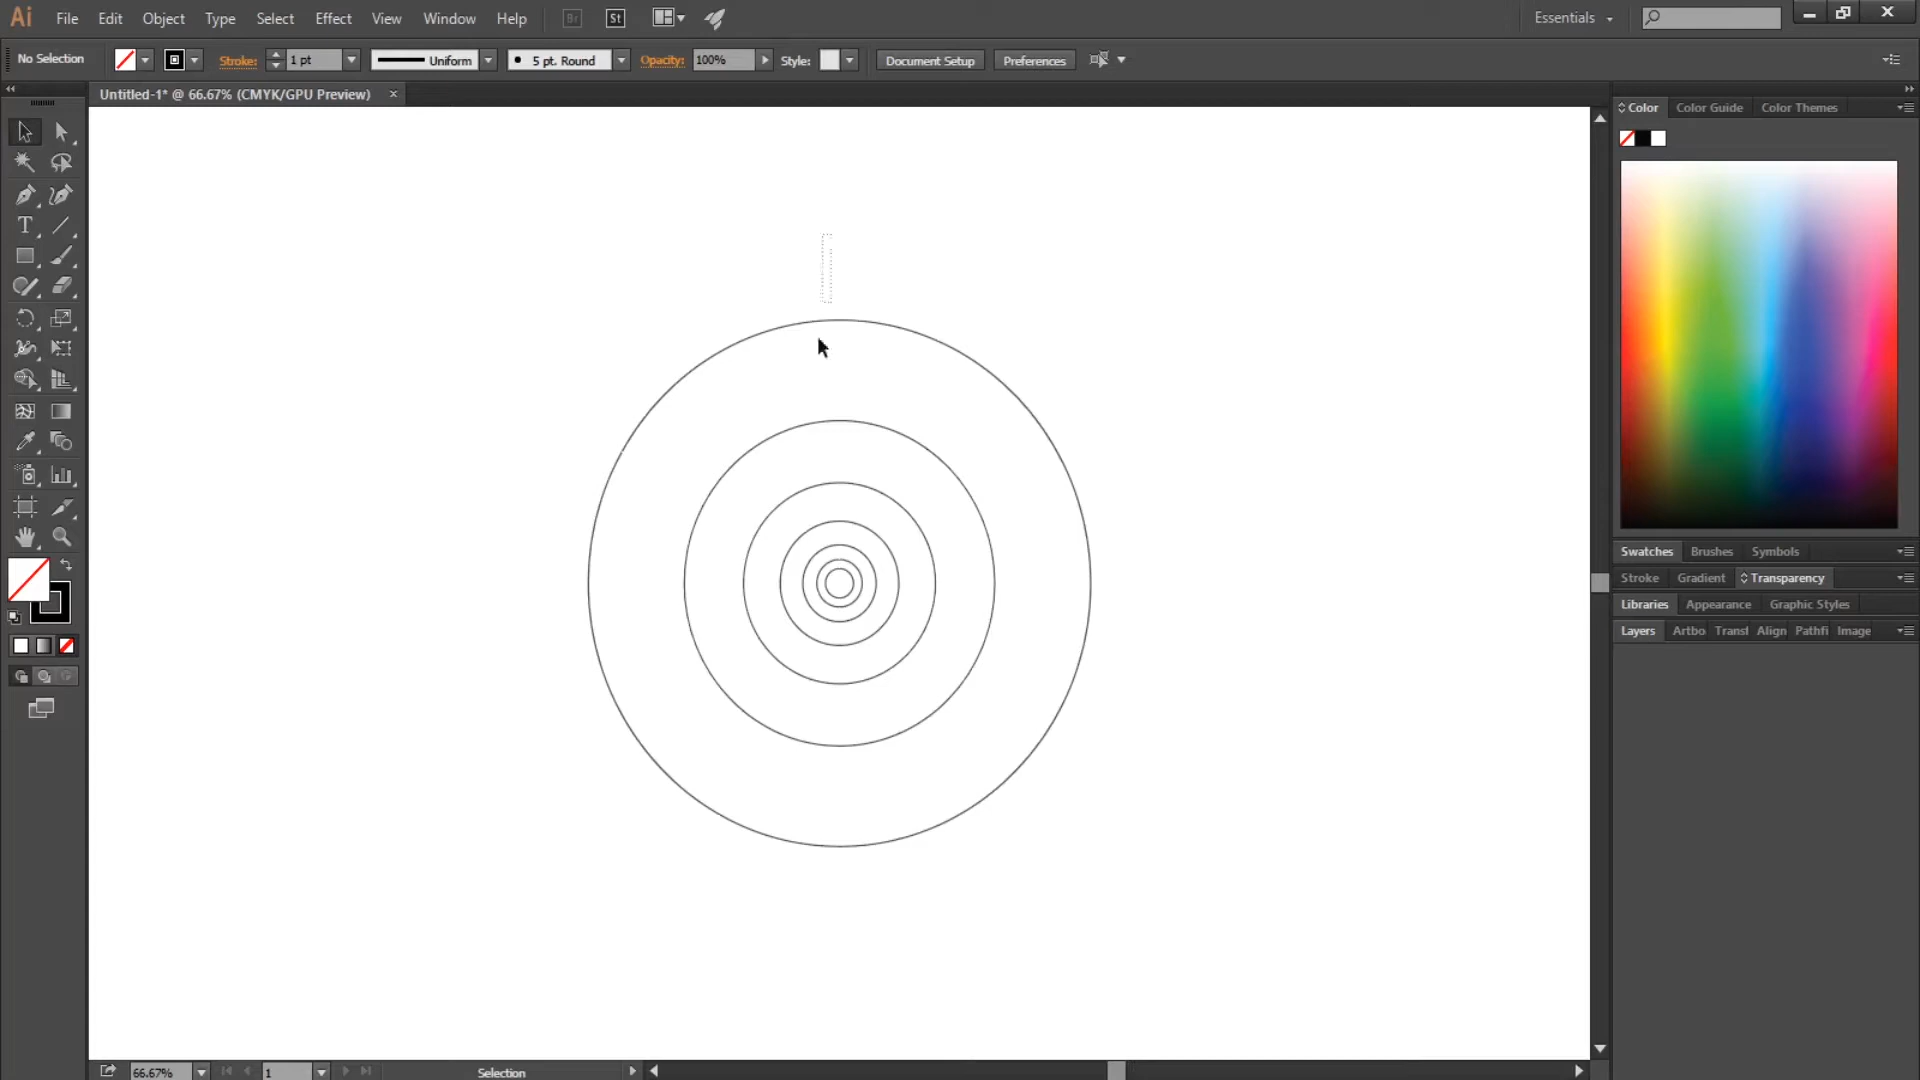 Ai File Edit Object Type Select Effect View Window Help Br St Essentials
No Selection Stroke: 1 pt Uniform 5 pt. Round Opacity: 100% Style: Document Setup Preferences
Untitled-1* @ 66.67% (CMYK/GPU Preview) ×
Color Color Guide Color Themes
T
Swatches Brushes Symbols
Stroke Gradient Transparency
Libraries Appearance Graphic Styles
Layers Artbo Transf Align Pathfi Image
66.67% 1 Selection